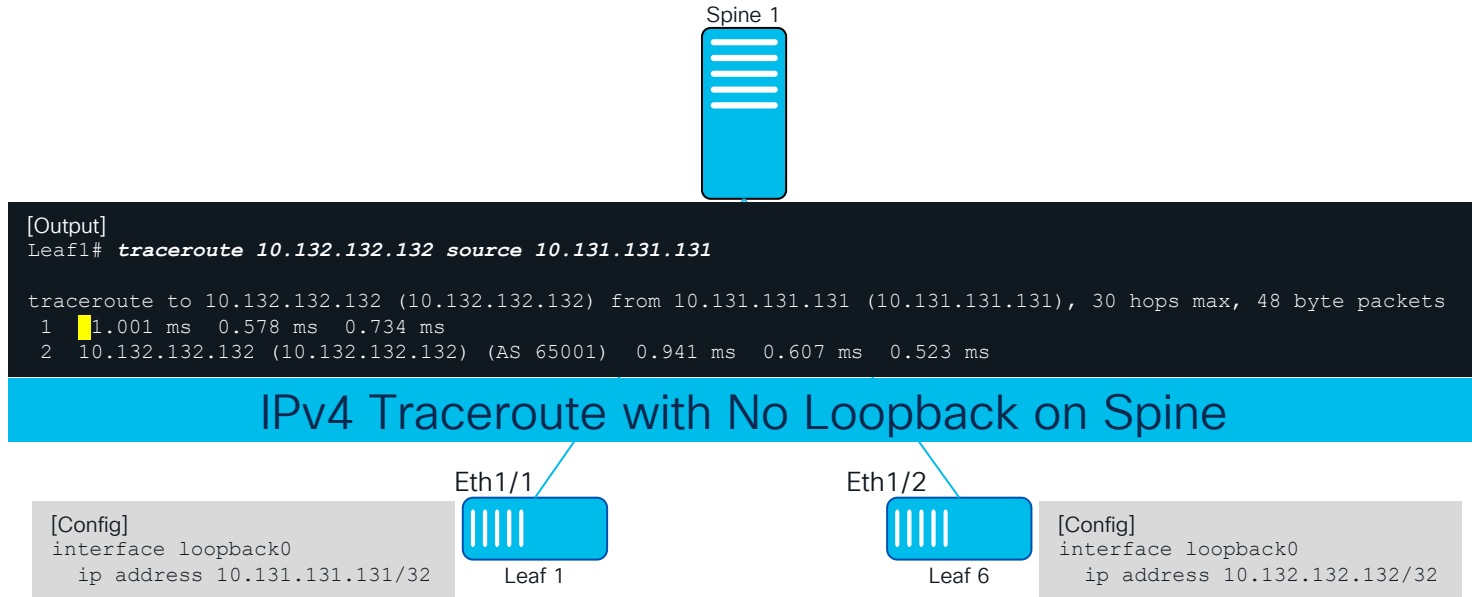 Spine 1
[Output]
Leaf1# traceroute 10.132.132.132 source 10.131.131.131
traceroute to 10.132.132.132 (10.132.132.132) from 10.131.131.131 (10.131.131.131), 30 hops max, 48 byte packets
1 1.001 ms 0.578 ms 0.734 ms
2 10.132.132.132 (10.132.132.132) (AS 65001) 0.941 ms 0.607 ms 0.523 ms
IPv4 Traceroute with No Loopback on Spine
Eth1/1
Eth1/2
[Config]
interface loopback0
ip address 10.131.131.131/32
Leaf 1
Leaf 6
[Config]
interface loopback0
ip address 10.132.132.132/32